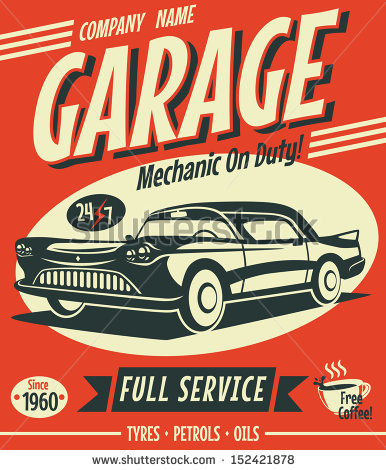 COMPANY NAME
GARAGE
Mechanic On Duty!
24 7
shutterstock
Since
1960
FULL SERVICE
Free
Coffee!
TYRES • PETROLS • OILS
www.shutterstock.com · 152421878